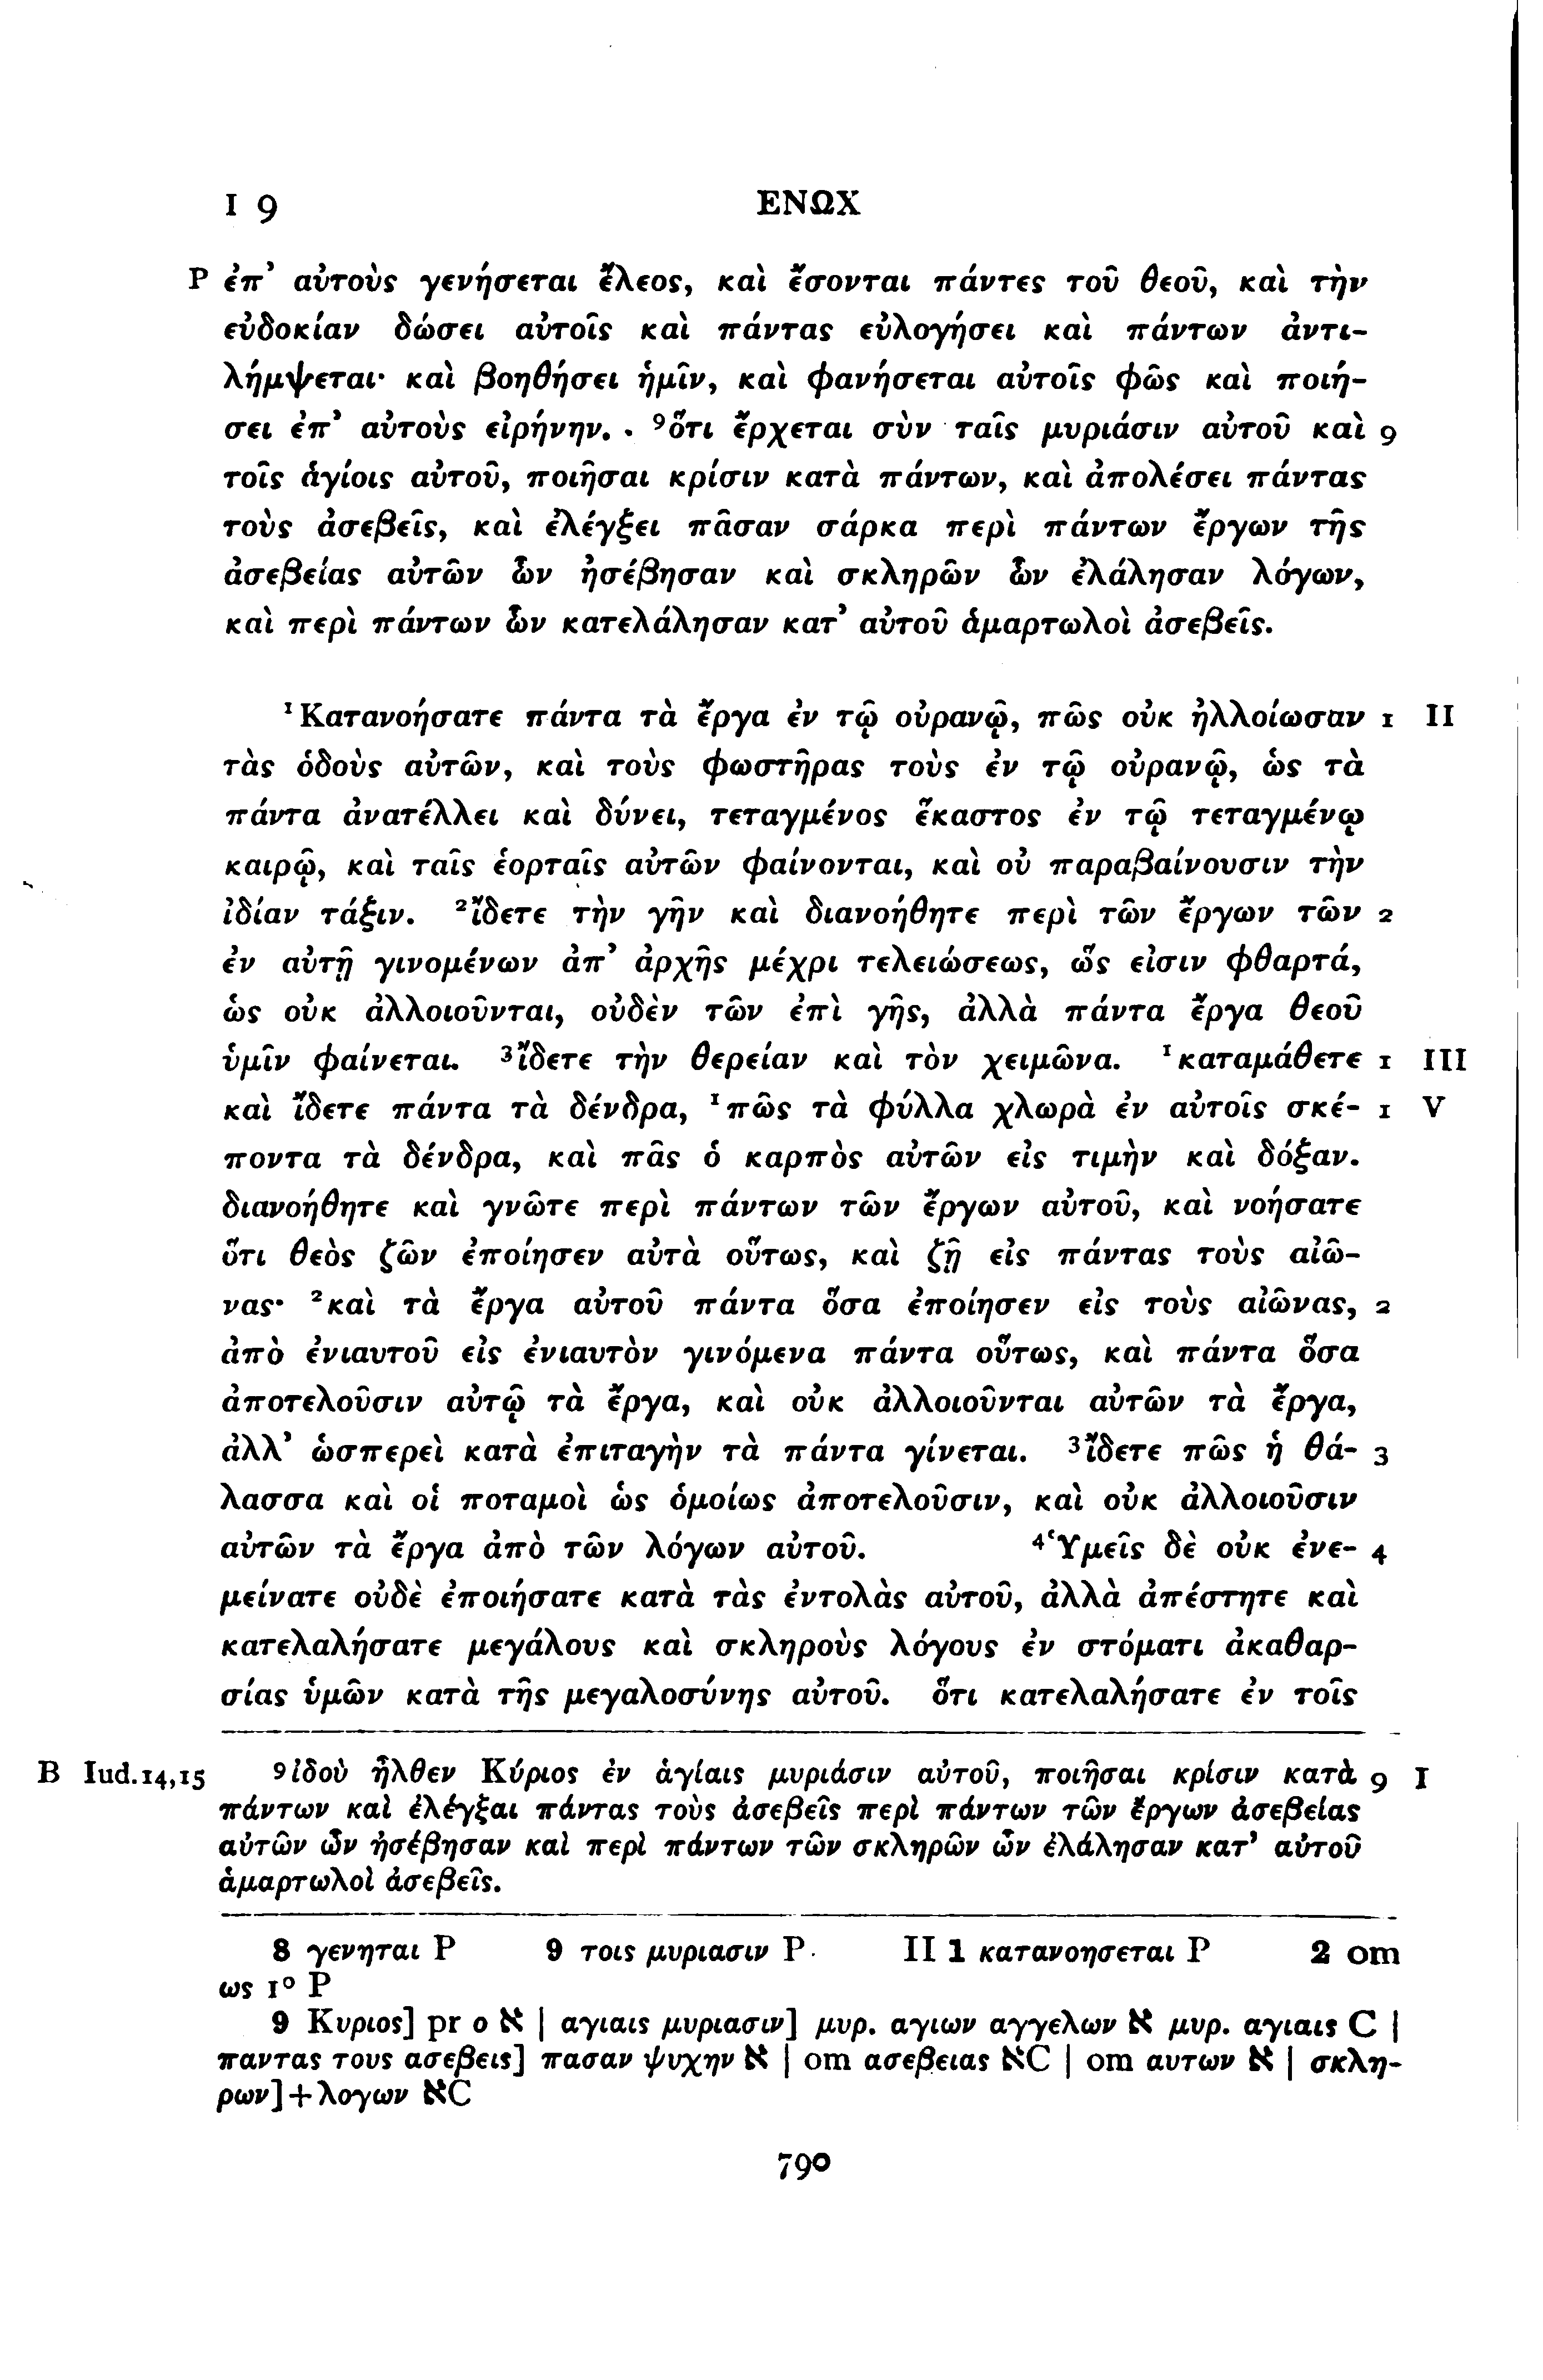 I 9 ΕΝΩΧ
P ἐπ’ αὐτοὺς γενήσεται ἔλεος, καὶ ἔσονται πάντες τοῦ θεοῦ, καὶ τὴν
εὐδοκίαν δώσει αὐτοῖς καὶ πάντας εὐλογήσει καὶ πάντων ἀντι-
λήμψεται· καὶ βοηθήσει ἡμῖν, καὶ φανήσεται αὐτοῖς φῶς καὶ ποιή-
σει ἐπ’ αὐτοὺς εἰρήνην. ⁹ὅτι ἔρχεται σὺν ταῖς μυριάσιν αὐτοῦ καὶ 9
τοῖς ἁγίοις αὐτοῦ, ποιῆσαι κρίσιν κατὰ πάντων, καὶ ἀπολέσει πάντας
τοὺς ἀσεβεῖς, καὶ ἐλέγξει πᾶσαν σάρκα περὶ πάντων ἔργων τῆς
ἀσεβείας αὐτῶν ὧν ἠσέβησαν καὶ σκληρῶν ὧν ἐλάλησαν λόγων,
καὶ περὶ πάντων ὧν κατελάλησαν κατ’ αὐτοῦ ἁμαρτωλοὶ ἀσεβεῖς.
¹Κατανοήσατε πάντα τὰ ἔργα ἐν τῷ οὐρανῷ, πῶς οὐκ ἠλλοίωσαν 1 II
τὰς ὁδοὺς αὐτῶν, καὶ τοὺς φωστῆρας τοὺς ἐν τῷ οὐρανῷ, ὡς τὰ
πάντα ἀνατέλλει καὶ δύνει, τεταγμένος ἕκαστος ἐν τῷ τεταγμένῳ
καιρῷ, καὶ ταῖς ἑορταῖς αὐτῶν φαίνονται, καὶ οὐ παραβαίνουσιν τὴν
ἰδίαν τάξιν. ²ἴδετε τὴν γῆν καὶ διανοήθητε περὶ τῶν ἔργων τῶν 2
ἐν αὐτῇ γινομένων ἀπ’ ἀρχῆς μέχρι τελειώσεως, ὥς εἰσιν φθαρτά,
ὡς οὐκ ἀλλοιοῦνται, οὐδὲν τῶν ἐπὶ γῆς, ἀλλὰ πάντα ἔργα θεοῦ
ὑμῖν φαίνεται. ³ἴδετε τὴν θερείαν καὶ τὸν χειμῶνα. ¹καταμάθετε 1 III
καὶ ἴδετε πάντα τὰ δένδρα, ¹πῶς τὰ φύλλα χλωρὰ ἐν αὐτοῖς σκέ- 1 V
ποντα τὰ δένδρα, καὶ πᾶς ὁ καρπὸς αὐτῶν εἰς τιμὴν καὶ δόξαν.
διανοήθητε καὶ γνῶτε περὶ πάντων τῶν ἔργων αὐτοῦ, καὶ νοήσατε
ὅτι θεὸς ζῶν ἐποίησεν αὐτὰ οὕτως, καὶ ζῇ εἰς πάντας τοὺς αἰῶ-
νας· ²καὶ τὰ ἔργα αὐτοῦ πάντα ὅσα ἐποίησεν εἰς τοὺς αἰῶνας, 2
ἀπὸ ἐνιαυτοῦ εἰς ἐνιαυτὸν γινόμενα πάντα οὕτως, καὶ πάντα ὅσα
ἀποτελοῦσιν αὐτῷ τὰ ἔργα, καὶ οὐκ ἀλλοιοῦνται αὐτῶν τὰ ἔργα,
ἀλλ’ ὡσπερεὶ κατὰ ἐπιταγὴν τὰ πάντα γίνεται. ³ἴδετε πῶς ἡ θά- 3
λασσα καὶ οἱ ποταμοὶ ὡς ὁμοίως ἀποτελοῦσιν, καὶ οὐκ ἀλλοιοῦσιν
αὐτῶν τὰ ἔργα ἀπὸ τῶν λόγων αὐτοῦ. ⁴Ὑμεῖς δὲ οὐκ ἐνε- 4
μείνατε οὐδὲ ἐποιήσατε κατὰ τὰς ἐντολὰς αὐτοῦ, ἀλλὰ ἀπέστητε καὶ
κατελαλήσατε μεγάλους καὶ σκληροὺς λόγους ἐν στόματι ἀκαθαρ-
σίας ὑμῶν κατὰ τῆς μεγαλοσύνης αὐτοῦ. ὅτι κατελαλήσατε ἐν τοῖς
B Iud.14,15 ⁹ἰδοὺ ἦλθεν Κύριος ἐν ἁγίαις μυριάσιν αὐτοῦ, ποιῆσαι κρίσιν κατὰ 9 I
πάντων καὶ ἐλέγξαι πάντας τοὺς ἀσεβεῖς περὶ πάντων τῶν ἔργων ἀσεβείας
αὐτῶν ὧν ἠσέβησαν καὶ περὶ πάντων τῶν σκληρῶν ὧν ἐλάλησαν κατ’ αὐτοῦ
ἁμαρτωλοὶ ἀσεβεῖς.
8 γενηται P 9 τοις μυριασιν P II 1 κατανοησεται P 2 om
ως 1° P
9 Κυριος] pr ο א | αγιαις μυριασιν] μυρ. αγιων αγγελων א μυρ. αγιαις C |
παντας τους ασεβεις] πασαν ψυχην א | om ασεβειας אC | om αυτων א | σκλη-
ρων]+λογων אC
790